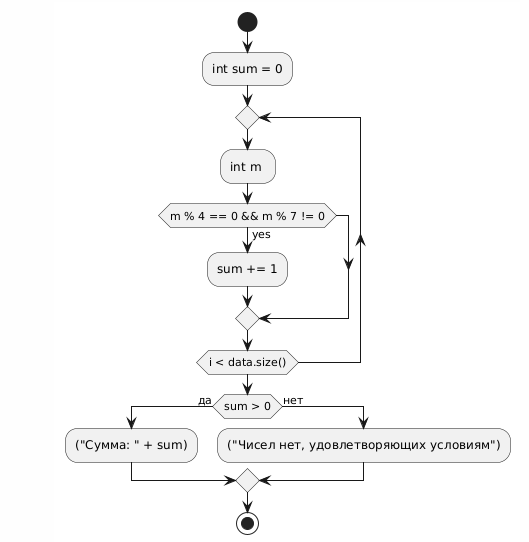 int sum = 0
int m
m % 4 == 0 && m % 7 != 0
yes
sum += 1
i < data.size()
да
sum > 0
нет
("Сумма: " + sum)
("Чисел нет, удовлетворяющих условиям")